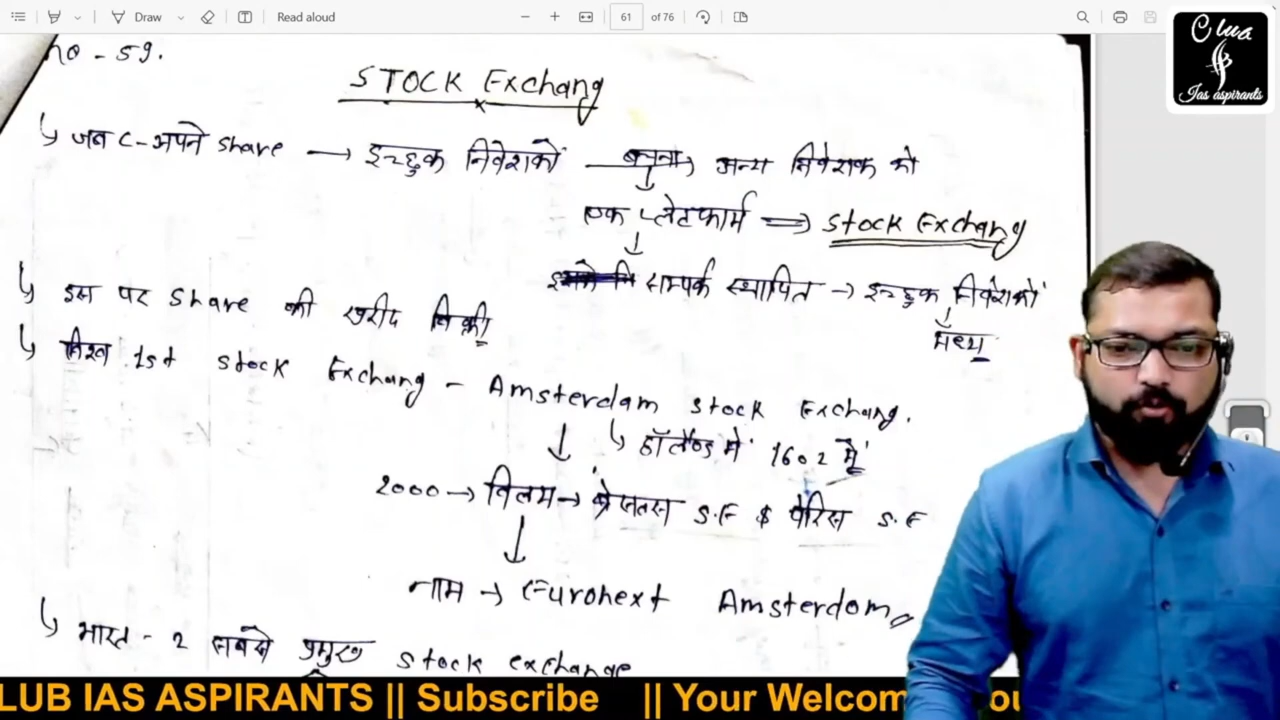 Draw
Read aloud
61 of 76
Clua
Ias aspirants
no - 59.
STOCK Exchang
↳ जब C-अपने share → इच्छुक निवेशकों बेचना → अन्य निवेशक को
↓
एक प्लेटफार्म ⇒ Stock Exchang
↓
सम्पर्क स्थापित → इच्छुक निवेशकों
↓
मध्य
↳ इस पर share की खरीद बिक्री
↳ विश्व 1st stock Exchang - Amsterdam stock Exchang.
↓ ↳ हॉलैण्ड में 1602 में
2000 → विलय → ब्रेसल्स S.E & पेरिस S.E
↓
नाम → Euronext Amsterdam
↳ भारत - 2 सबसे प्रमुख stock exchange
LUB IAS ASPIRANTS || Subscribe || Your Welcom